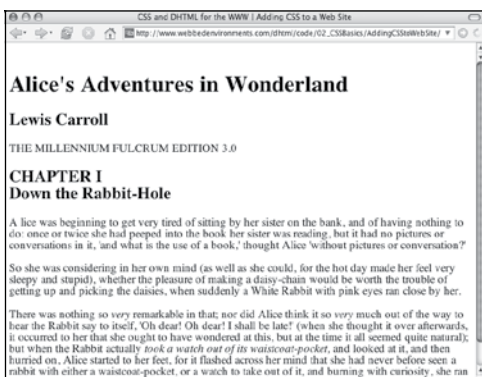 CSS and DHTML for the WWW | Adding CSS to a Web Site
http://www.webbedenvironments.com/dhtml/code/02_CSSBasics/AddingCSStoWebSite/
Alice's Adventures in Wonderland
Lewis Carroll
THE MILLENNIUM FULCRUM EDITION 3.0
CHAPTER I
Down the Rabbit-Hole
A lice was beginning to get very tired of sitting by her sister on the bank, and of having nothing to
do: once or twice she had peeped into the book her sister was reading, but it had no pictures or
conversations in it, 'and what is the use of a book,' thought Alice 'without pictures or conversation?'
So she was considering in her own mind (as well as she could, for the hot day made her feel very
sleepy and stupid), whether the pleasure of making a daisy-chain would be worth the trouble of
getting up and picking the daisies, when suddenly a White Rabbit with pink eyes ran close by her.
There was nothing so very remarkable in that; nor did Alice think it so very much out of the way to
hear the Rabbit say to itself, 'Oh dear! Oh dear! I shall be late!' (when she thought it over afterwards,
it occurred to her that she ought to have wondered at this, but at the time it all seemed quite natural);
but when the Rabbit actually took a watch out of its waistcoat-pocket, and looked at it, and then
hurried on, Alice started to her feet, for it flashed across her mind that she had never before seen a
rabbit with either a waistcoat-pocket, or a watch to take out of it, and burning with curiosity, she ran